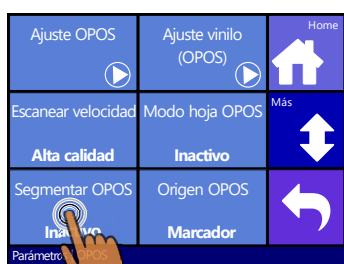 Ajuste OPOS
Ajuste vinilo
(OPOS)
Home
Escanear velocidad
Alta calidad
Modo hoja OPOS
Inactivo
Más
Segmentar OPOS
Origen OPOS
Marcador
OPOS